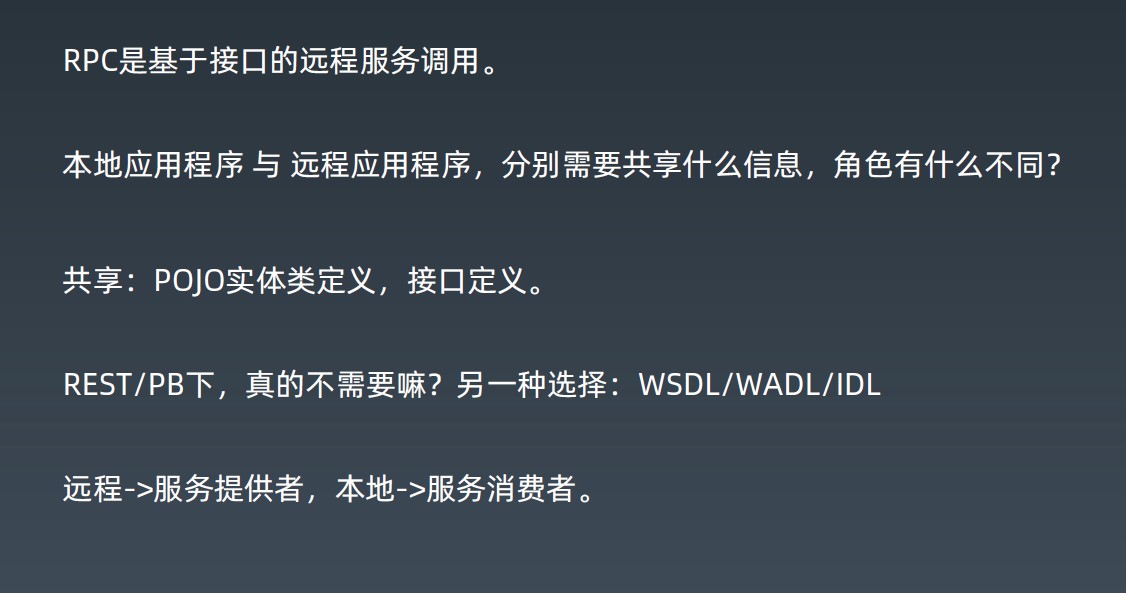 RPC是基于接口的远程服务调用。
本地应用程序 与 远程应用程序，分别需要共享什么信息，角色有什么不同？
共享：POJO实体类定义，接口定义。
REST/PB下，真的不需要嘛？另一种选择：WSDL/WADL/IDL
远程->服务提供者，本地->服务消费者。